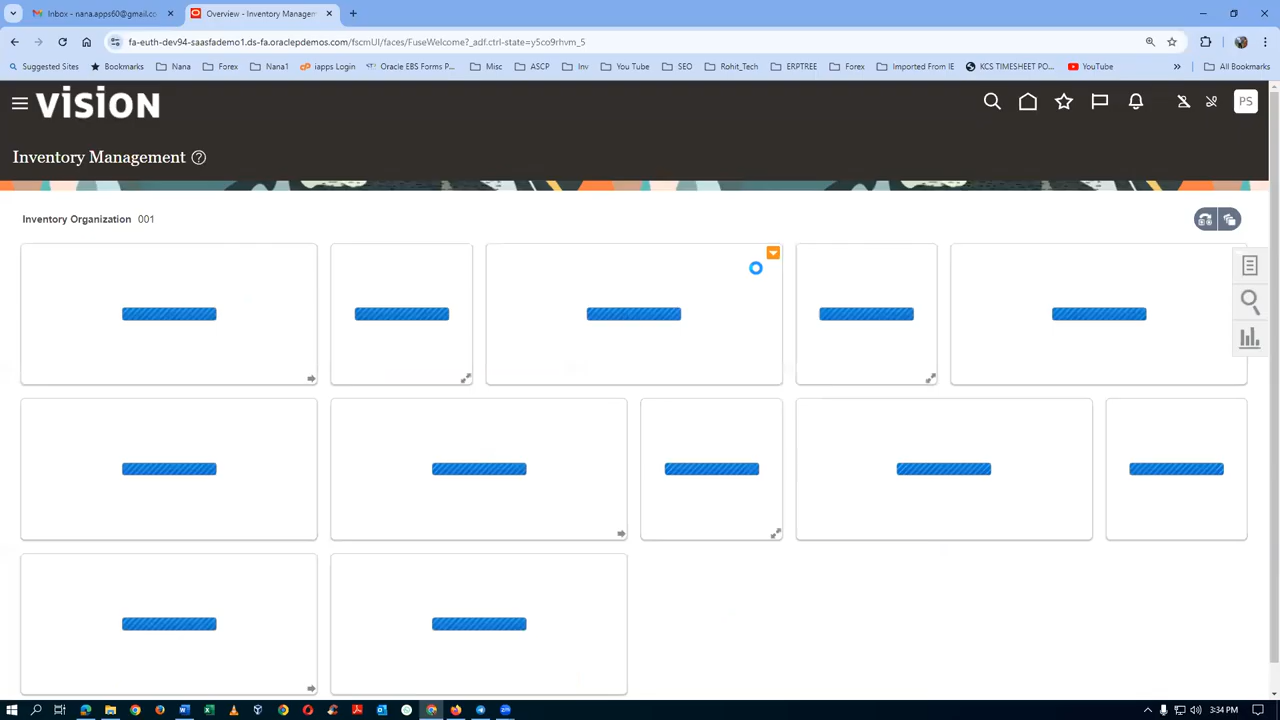 Inbox - nana.apps60@gmail.co
Overview - Inventory Managem
fa-euth-dev94-saasfademo1.ds-fa.oraclepdemos.com/fscmUI/faces/FuseWelcome?_adf.ctrl-state=y5co9rhvm_5
Suggested Sites Bookmarks Nana Forex Nana1 iapps Login Oracle EBS Forms P... Misc ASCP Inv You Tube SEO Rohit_Tech ERPTREE Forex Imported From IE KCS TIMESHEET PO... YouTube » All Bookmarks
VISION
PS
Inventory Management
Inventory Organization 001
3:34 PM